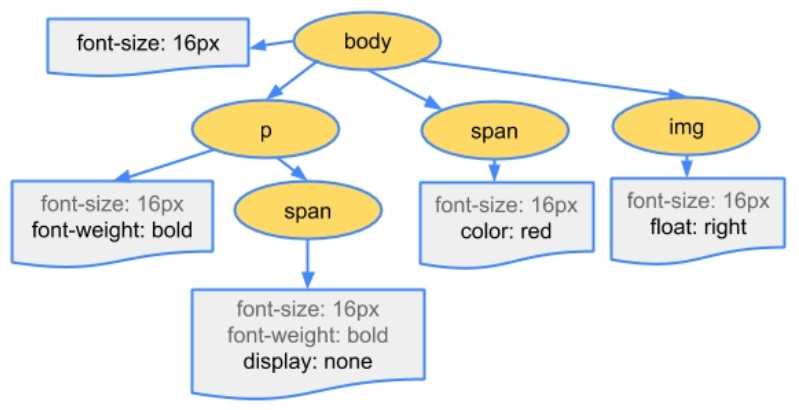 font-size: 16px
body
p
span
img
font-size: 16px
font-weight: bold
span
font-size: 16px
color: red
font-size: 16px
float: right
font-size: 16px
font-weight: bold
display: none